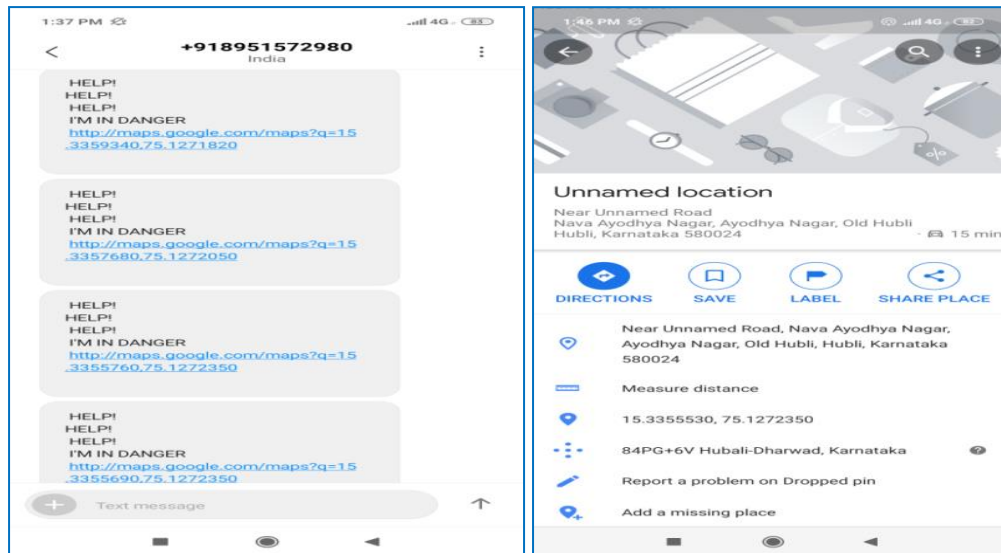 1:37 PM
4G
83
+918951572980
India
HELP!
HELP!
HELP!
I'M IN DANGER
http://maps.google.com/maps?q=15
.3359340,75.1271820
HELP!
HELP!
HELP!
I'M IN DANGER
http://maps.google.com/maps?q=15
.3357680,75.1272050
HELP!
HELP!
HELP!
I'M IN DANGER
http://maps.google.com/maps?q=15
.3355760,75.1272350
HELP!
HELP!
HELP!
I'M IN DANGER
http://maps.google.com/maps?q=15
.3355690,75.1272350
Text message
1:46 PM
4G
%
Unnamed location
Near Unnamed Road
Nava Ayodhya Nagar, Ayodhya Nagar, Old Hubli
Hubli, Karnataka 580024 · 15 min
DIRECTIONS SAVE LABEL SHARE PLACE
Near Unnamed Road, Nava Ayodhya Nagar,
Ayodhya Nagar, Old Hubli, Hubli, Karnataka
580024
Measure distance
15.3355530, 75.1272350
84PG+6V Hubali-Dharwad, Karnataka
Report a problem on Dropped pin
Add a missing place